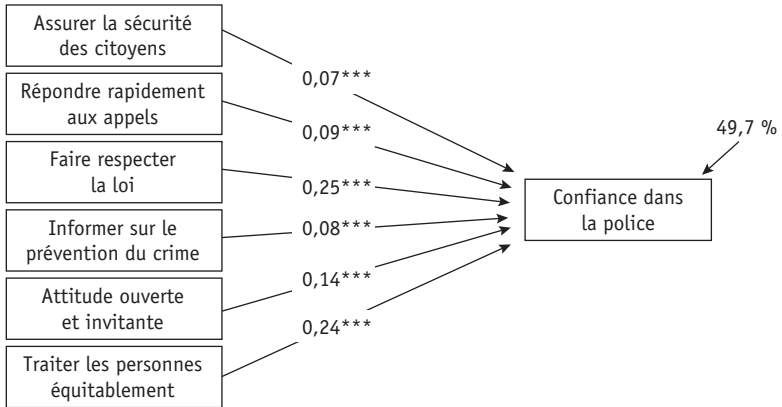 Assurer la sécurité
des citoyens
0,07***
Répondre rapidement
aux appels
0,09***
Faire respecter
la loi
0,25***
Informer sur le
prévention du crime
0,08***
Attitude ouverte
et invitante
0,14***
Traiter les personnes
équitablement
0,24***
49,7 %
Confiance dans
la police